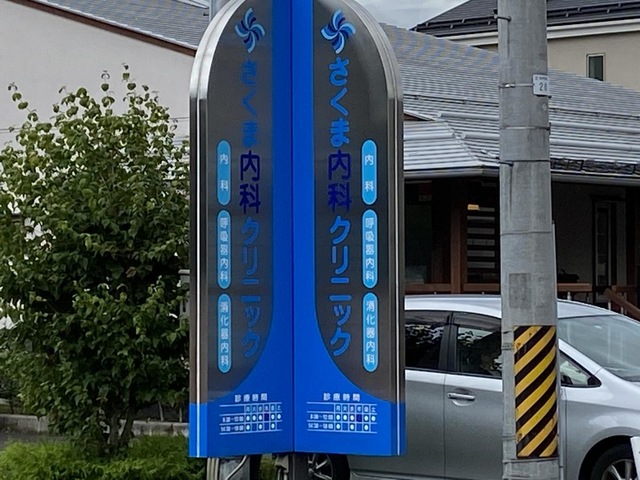 さくま内科クリニック
内科
呼吸器内科
消化器内科
診療時間
さくま内科クリニック
内科
呼吸器内科
消化器内科
診療時間